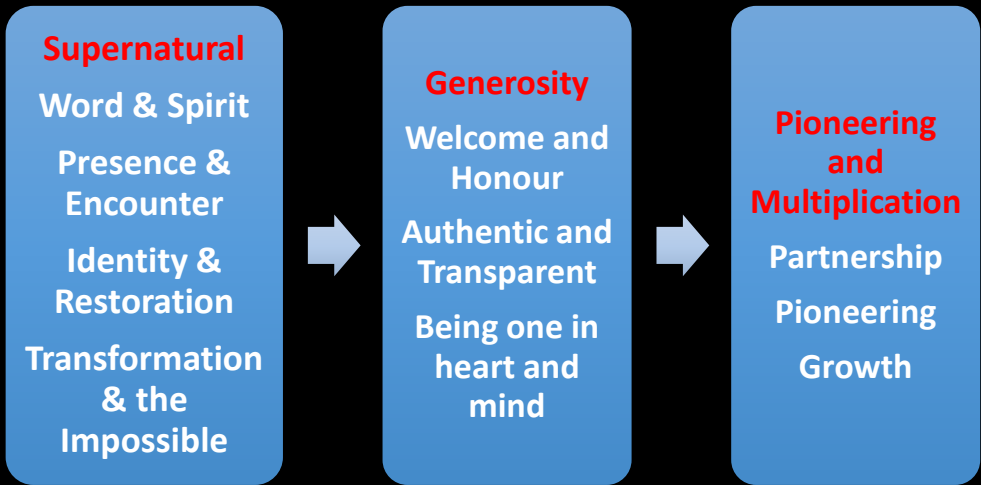 Supernatural
Word & Spirit
Presence &
Encounter
Identity &
Restoration
Transformation
& the
Impossible
Generosity
Welcome and
Honour
Authentic and
Transparent
Being one in
heart and
mind
Pioneering
and
Multiplication
Partnership
Pioneering
Growth